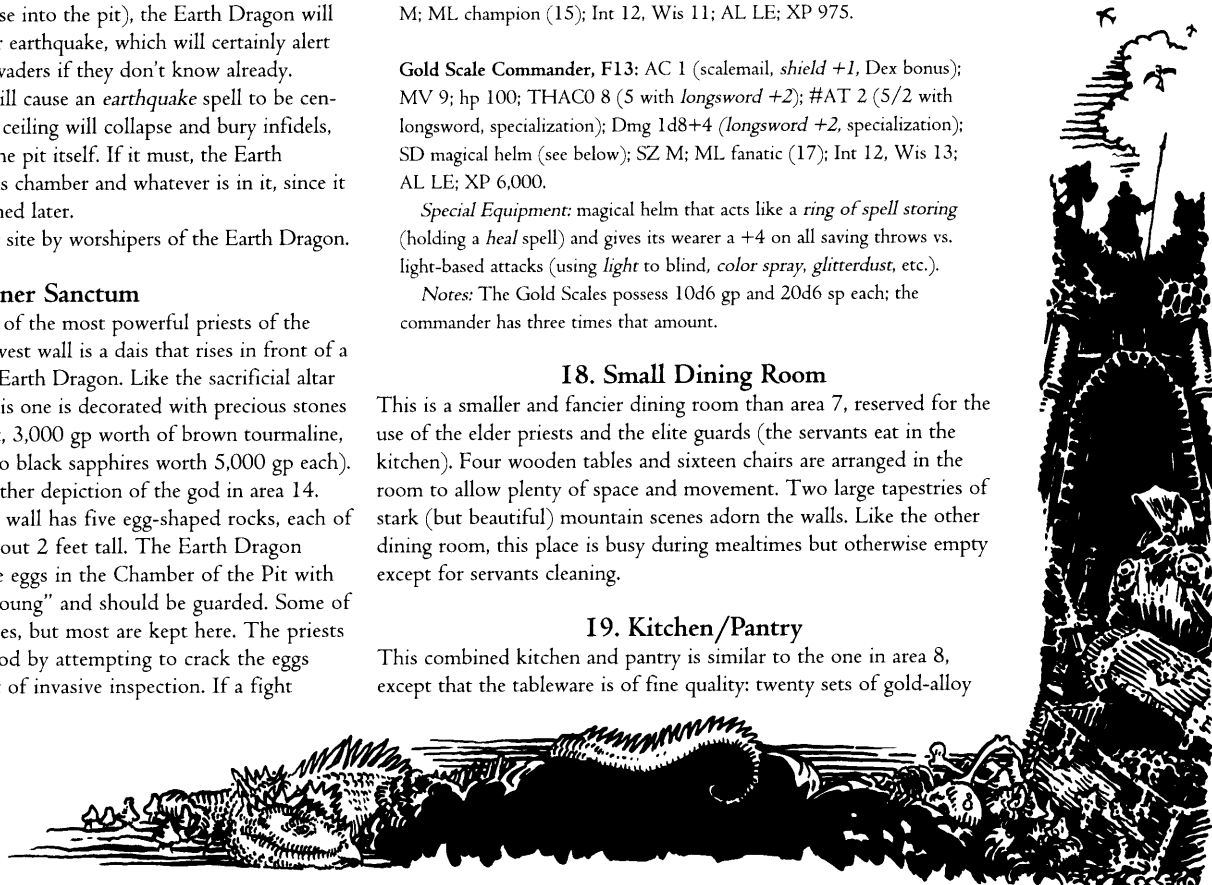 se into the pit), the Earth Dragon will
r earthquake, which will certainly alert
vaders if they don't know already.
ill cause an earthquake spell to be cen-
ceiling will collapse and bury infidels,
he pit itself. If it must, the Earth
s chamber and whatever is in it, since it
ned later.
site by worshipers of the Earth Dragon.
ner Sanctum
of the most powerful priests of the
west wall is a dais that rises in front of a
Earth Dragon. Like the sacrificial altar
is one is decorated with precious stones
, 3,000 gp worth of brown tourmaline,
o black sapphires worth 5,000 gp each).
ther depiction of the god in area 14.
wall has five egg-shaped rocks, each of
out 2 feet tall. The Earth Dragon
e eggs in the Chamber of the Pit with
oung" and should be guarded. Some of
es, but most are kept here. The priests
od by attempting to crack the eggs
of invasive inspection. If a fight
M; ML champion (15); Int 12, Wis 11; AL LE; XP 975.
Gold Scale Commander, F13: AC 1 (scalemail, shield +1, Dex bonus);
MV 9; hp 100; THAC0 8 (5 with longsword +2); #AT 2 (5/2 with
longsword, specialization); Dmg 1d8+4 (longsword +2, specialization);
SD magical helm (see below); SZ M; ML fanatic (17); Int 12, Wis 13;
AL LE; XP 6,000.
Special Equipment: magical helm that acts like a ring of spell storing
(holding a heal spell) and gives its wearer a +4 on all saving throws vs.
light-based attacks (using light to blind, color spray, glitterdust, etc.).
Notes: The Gold Scales possess 10d6 gp and 20d6 sp each; the
commander has three times that amount.
18. Small Dining Room
This is a smaller and fancier dining room than area 7, reserved for the
use of the elder priests and the elite guards (the servants eat in the
kitchen). Four wooden tables and sixteen chairs are arranged in the
room to allow plenty of space and movement. Two large tapestries of
stark (but beautiful) mountain scenes adorn the walls. Like the other
dining room, this place is busy during mealtimes but otherwise empty
except for servants cleaning.
19. Kitchen/Pantry
This combined kitchen and pantry is similar to the one in area 8,
except that the tableware is of fine quality: twenty sets of gold-alloy